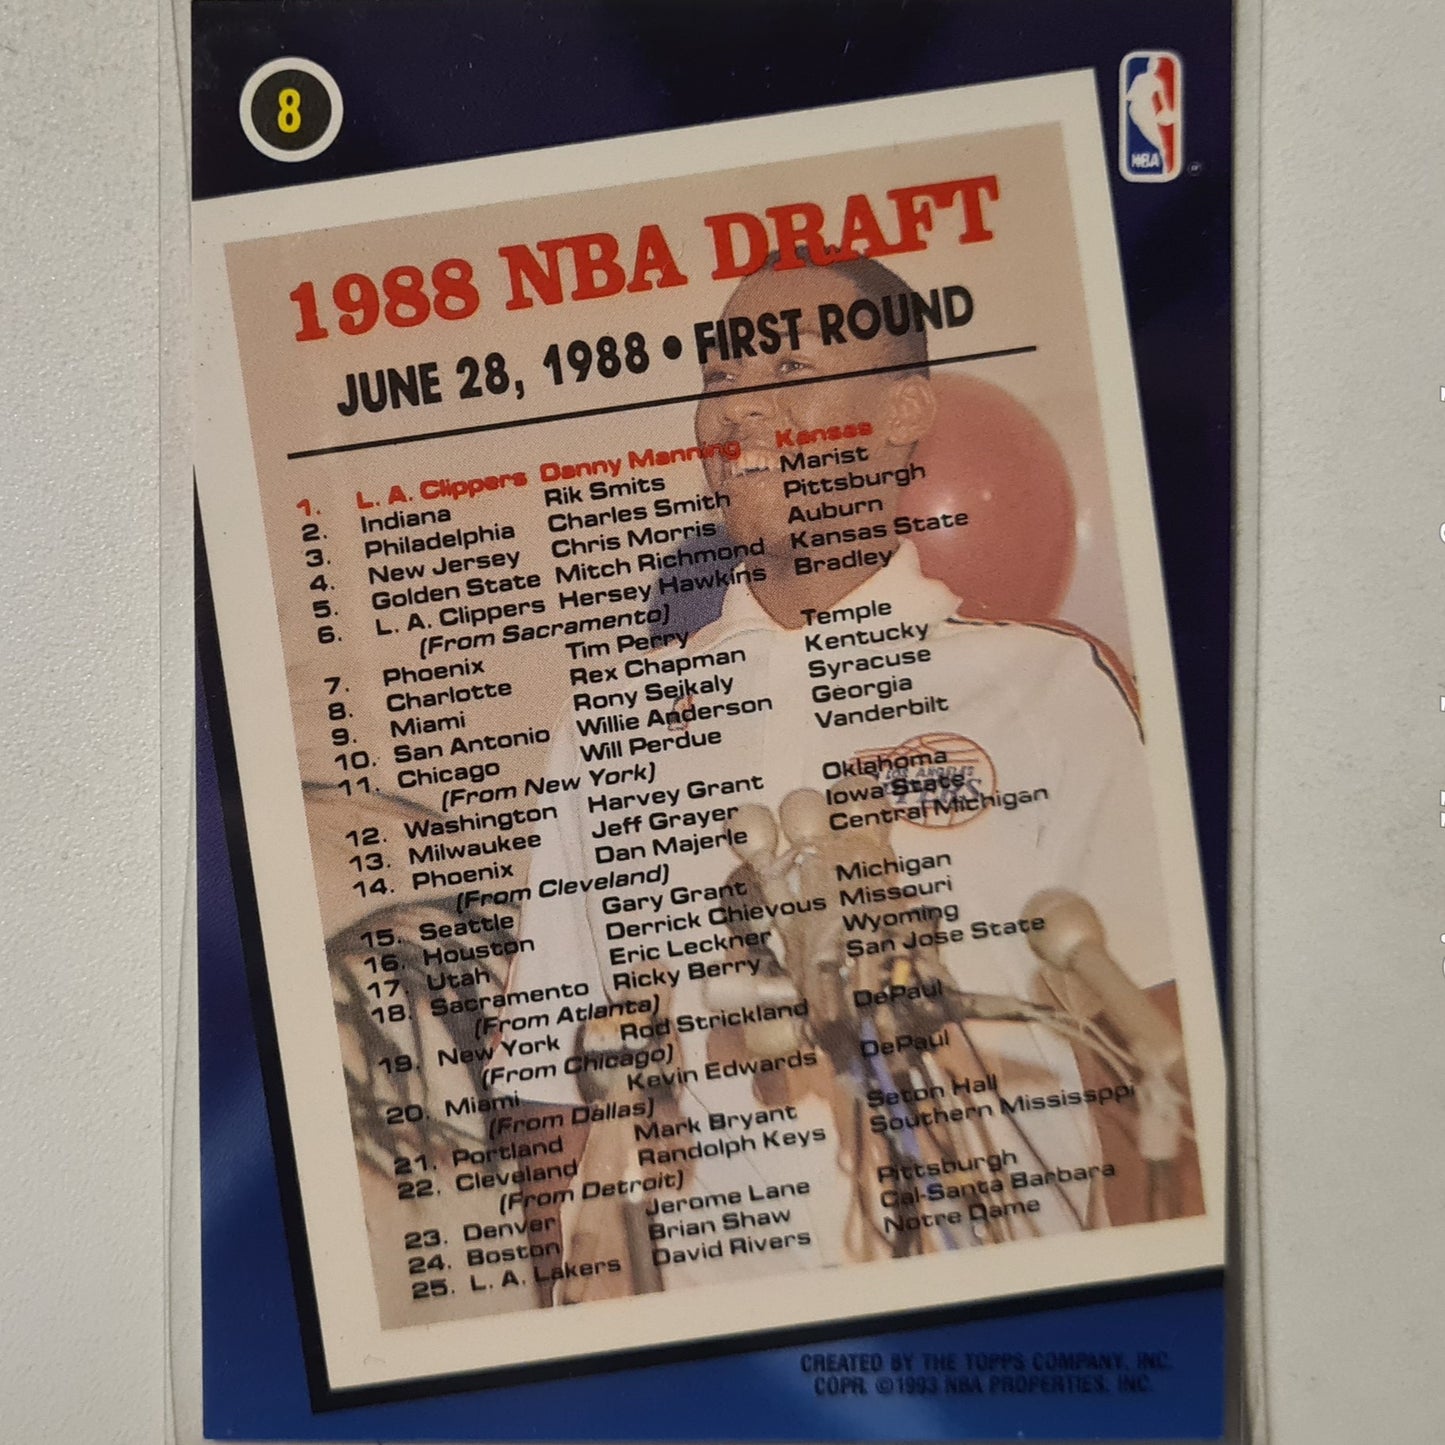 8
NBA
1988 NBA DRAFT
JUNE 28, 1988 • FIRST ROUND
1. L. A. Clippers Danny Manning Kansas
2. Indiana Rik Smits Marist
3. Philadelphia Charles Smith Pittsburgh
4. New Jersey Chris Morris Auburn
5. Golden State Mitch Richmond Kansas State
6. L. A. Clippers Hersey Hawkins Bradley
(From Sacramento)
7. Phoenix Tim Perry Temple
8. Charlotte Rex Chapman Kentucky
9. Miami Rony Seikaly Syracuse
10. San Antonio Willie Anderson Georgia
11. Chicago Will Perdue Vanderbilt
(From New York)
12. Washington Harvey Grant Oklahoma
13. Milwaukee Jeff Grayer Iowa State
14. Phoenix Dan Majerle Central Michigan
(From Cleveland)
15. Seattle Gary Grant Michigan
16. Houston Derrick Chievous Missouri
17. Utah Eric Leckner Wyoming
18. Sacramento Ricky Berry San Jose State
(From Atlanta)
19. New York Rod Strickland DePaul
(From Chicago)
20. Miami Kevin Edwards DePaul
(From Dallas)
21. Portland Mark Bryant Seton Hall
22. Cleveland Randolph Keys Southern Mississppi
(From Detroit)
23. Denver Jerome Lane Pittsburgh
24. Boston Brian Shaw Cal-Santa Barbara
25. L. A. Lakers David Rivers Notre Dame
LOS ANGELES
CREATED BY THE TOPPS COMPANY, INC.
COPR. ©1993 NBA PROPERTIES, INC.